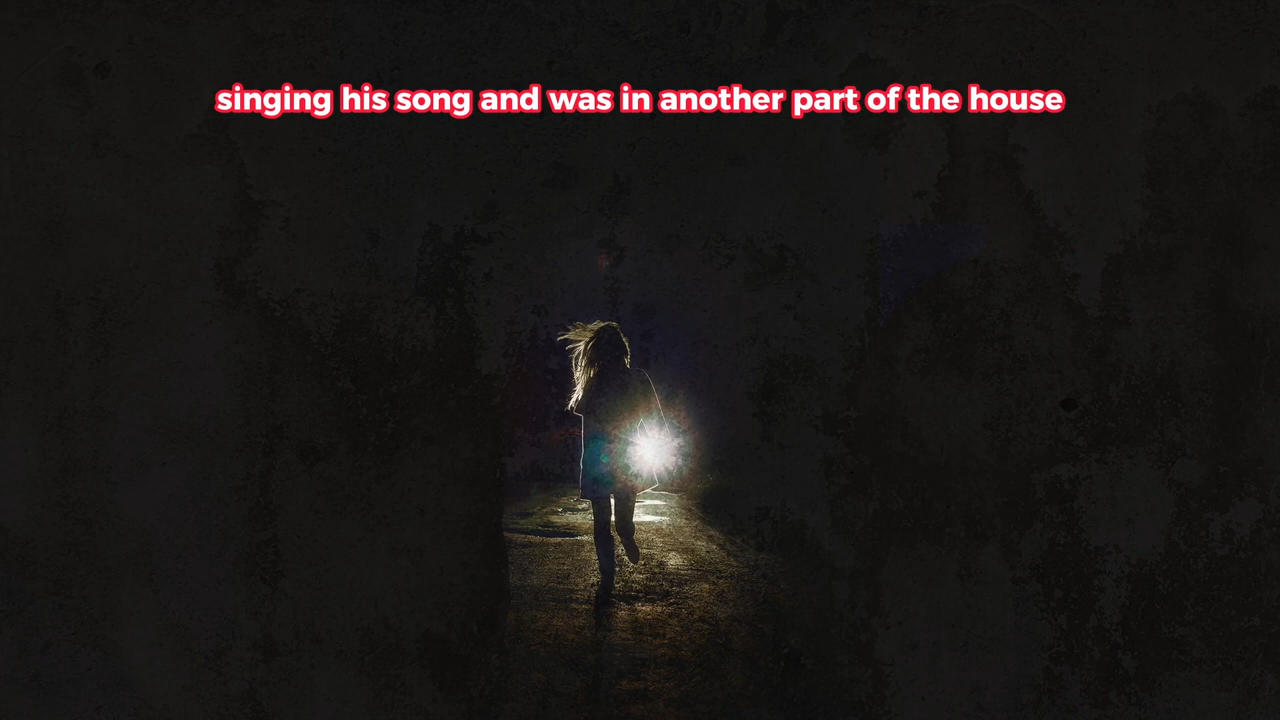 singing his song and was in another part of the house